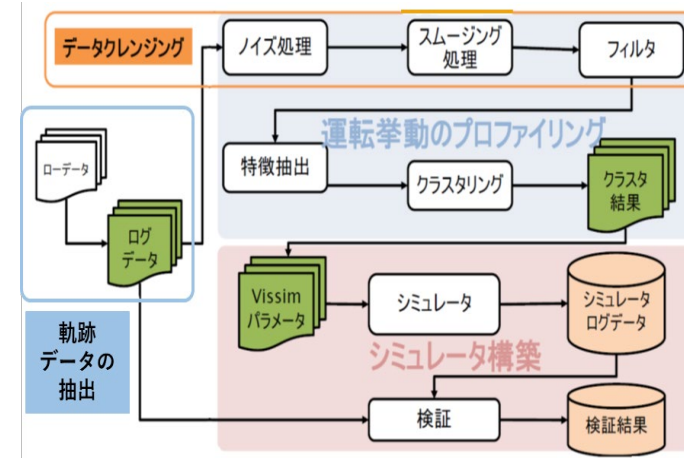 データクレンジング
ノイズ処理
スムージング
処理
フィルタ
運転挙動のプロファイリング
ローデータ
ログ
データ
特徴抽出
クラスタリング
クラスタ
結果
軌跡
データの
抽出
Vissim
パラメータ
シミュレータ
シミュレータ
ログデータ
シミュレータ構築
検証
検証結果